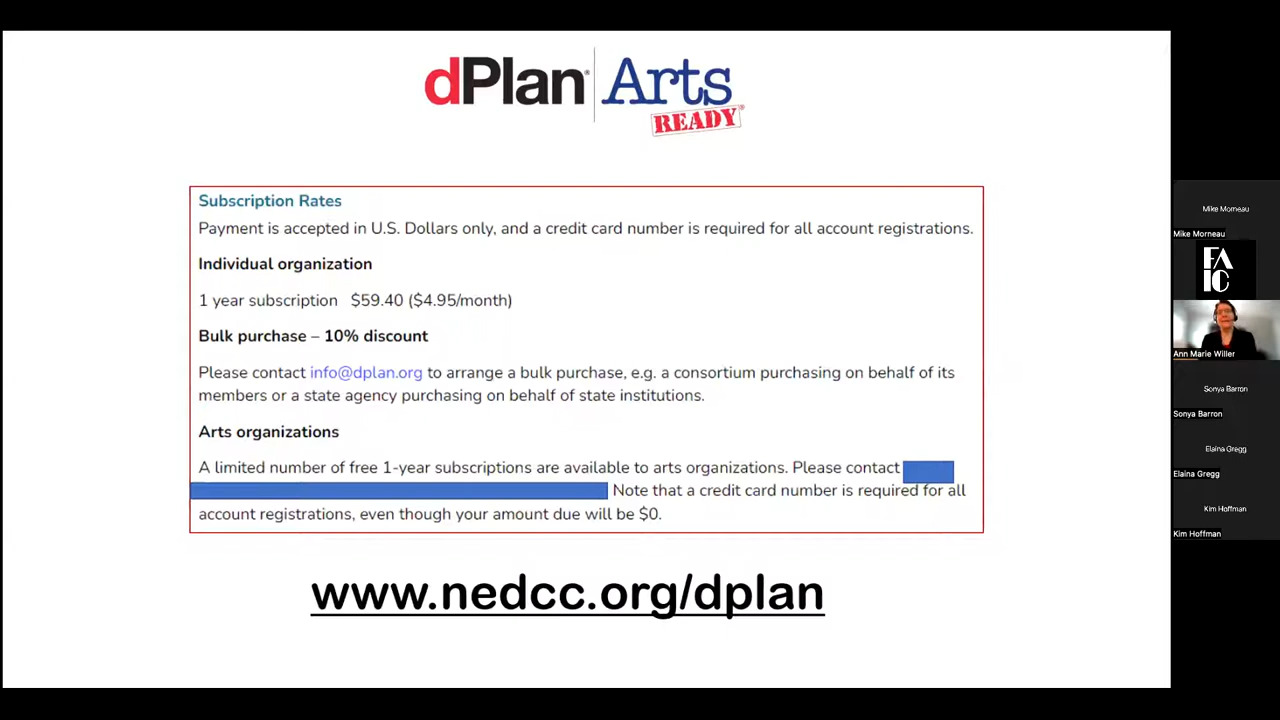 dPlan® Arts
READY®
Subscription Rates
Payment is accepted in U.S. Dollars only, and a credit card number is required for all account registrations.
Individual organization
1 year subscription $59.40 ($4.95/month)
Bulk purchase – 10% discount
Please contact info@dplan.org to arrange a bulk purchase, e.g. a consortium purchasing on behalf of its
members or a state agency purchasing on behalf of state institutions.
Arts organizations
A limited number of free 1-year subscriptions are available to arts organizations. Please contact
Note that a credit card number is required for all
account registrations, even though your amount due will be $0.
www.nedcc.org/dplan
Mike Morneau
Mike Morneau
FA
IC
Ann Marie Willer
Sonya Barron
Sonya Barron
Elaina Gregg
Elaina Gregg
Kim Hoffman
Kim Hoffman